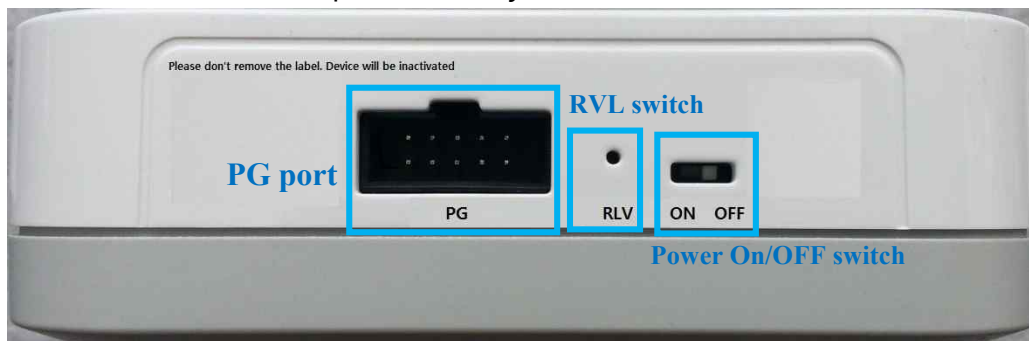 Please don't remove the label. Device will be inactivated
RVL switch
PG port
PG
RLV
ON OFF
Power On/OFF switch